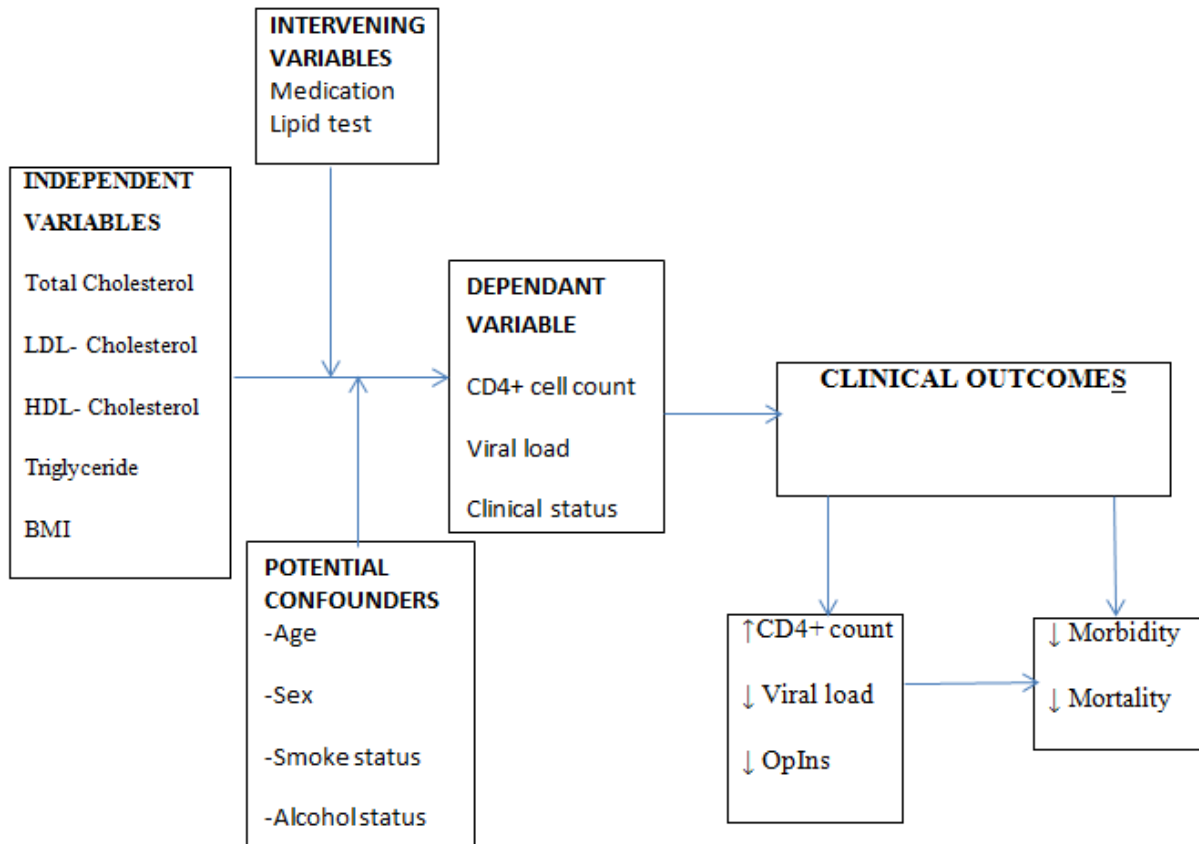 INTERVENING
VARIABLES
Medication
Lipid test
INDEPENDENT
VARIABLES
Total Cholesterol
LDL- Cholesterol
HDL- Cholesterol
Triglyceride
BMI
DEPENDANT
VARIABLE
CD4+ cell count
Viral load
Clinical status
POTENTIAL
CONFOUNDERS
-Age
-Sex
-Smoke status
-Alcohol status
CLINICAL OUTCOMES
↑CD4+ count
↓ Viral load
↓ OpIns
↓ Morbidity
↓ Mortality